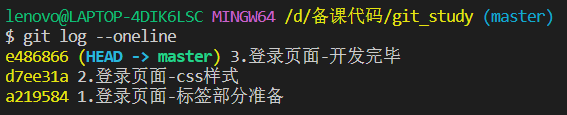 lenovo@LAPTOP-4DIK6LSC MINGW64 /d/备课代码/git_study (master)
$ git log --oneline
e486866 (HEAD -> master) 3.登录页面-开发完毕
d7ee31a 2.登录页面-css样式
a219584 1.登录页面-标签部分准备